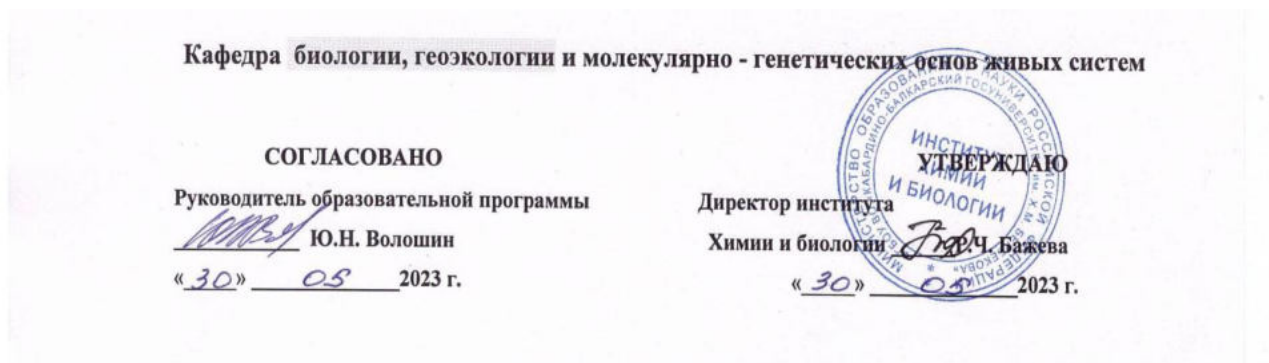 Кафедра биологии, геоэкологии и молекулярно - генетических основ живых систем
СОГЛАСОВАНО
Руководитель образовательной программы
Ю.Н. Волошин
« 30 » 05 2023 г.
УТВЕРЖДАЮ
Директор института
Химии и биологии Р.Ч. Бажева
« 30 » 05 2023 г.
ИНСТИТУТ
ХИМИИ
И БИОЛОГИИ